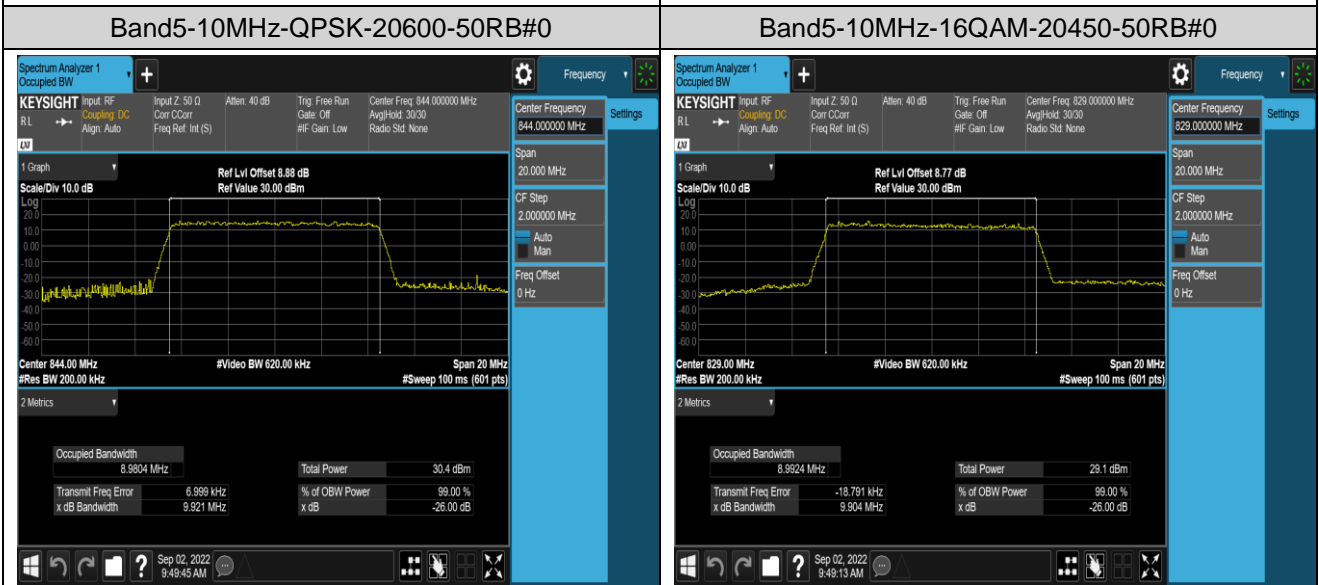 Band5-10MHz-QPSK-20600-50RB#0
Spectrum Analyzer 1
Occupied BW
+
Frequency
KEYSIGHT
RL
LXI
Input: RF
Coupling: DC
Align: Auto
Input Z: 50 Ω
Corr CCorr
Freq Ref: Int (S)
Atten: 40 dB
Trig: Free Run
Gate: Off
#IF Gain: Low
Center Freq: 844.000000 MHz
Avg|Hold: 30/30
Radio Std: None
Center Frequency
844.000000 MHz
Settings
Span
20.000 MHz
CF Step
2.000000 MHz
Auto
Man
Freq Offset
0 Hz
1 Graph
Scale/Div 10.0 dB
Ref Lvl Offset 8.88 dB
Ref Value 30.00 dBm
Log
20.0
10.0
0.00
-10.0
-20.0
-30.0
-40.0
-50.0
-60.0
Center 844.00 MHz
#Res BW 200.00 kHz
#Video BW 620.00 kHz
Span 20 MHz
#Sweep 100 ms (601 pts)
2 Metrics
Occupied Bandwidth
8.9804 MHz
Total Power 30.4 dBm
Transmit Freq Error 6.999 kHz
% of OBW Power 99.00 %
x dB Bandwidth 9.921 MHz
x dB -26.00 dB
?
Sep 02, 2022
9:49:45 AM
Band5-10MHz-16QAM-20450-50RB#0
Spectrum Analyzer 1
Occupied BW
+
Frequency
KEYSIGHT
RL
LXI
Input: RF
Coupling: DC
Align: Auto
Input Z: 50 Ω
Corr CCorr
Freq Ref: Int (S)
Atten: 40 dB
Trig: Free Run
Gate: Off
#IF Gain: Low
Center Freq: 829.000000 MHz
Avg|Hold: 30/30
Radio Std: None
Center Frequency
829.000000 MHz
Settings
Span
20.000 MHz
CF Step
2.000000 MHz
Auto
Man
Freq Offset
0 Hz
1 Graph
Scale/Div 10.0 dB
Ref Lvl Offset 8.77 dB
Ref Value 30.00 dBm
Log
20.0
10.0
0.00
-10.0
-20.0
-30.0
-40.0
-50.0
-60.0
Center 829.00 MHz
#Res BW 200.00 kHz
#Video BW 620.00 kHz
Span 20 MHz
#Sweep 100 ms (601 pts)
2 Metrics
Occupied Bandwidth
8.9924 MHz
Total Power 29.1 dBm
Transmit Freq Error -18.791 kHz
% of OBW Power 99.00 %
x dB Bandwidth 9.904 MHz
x dB -26.00 dB
?
Sep 02, 2022
9:49:13 AM